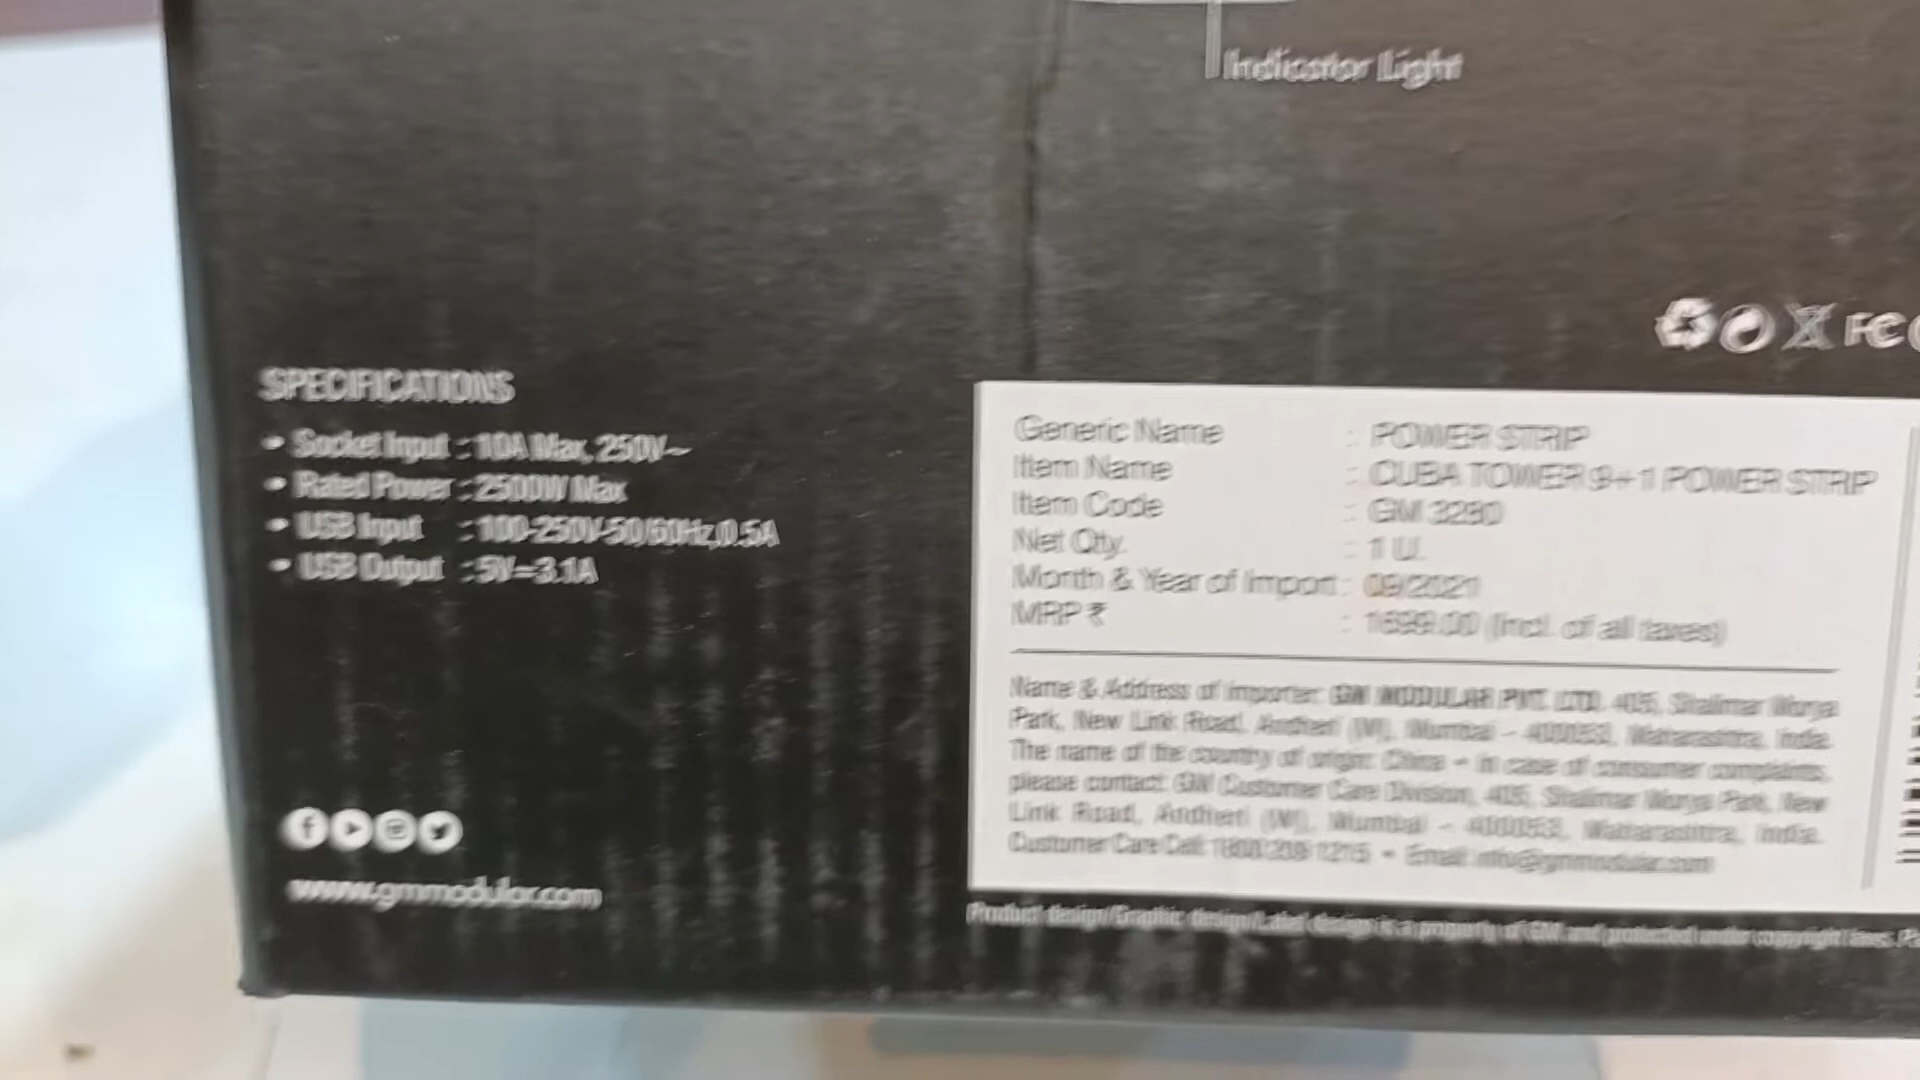 Indicator Light
FC
SPECIFICATIONS
• Socket Input : 10A Max, 250V~
• Rated Power : 2500W Max
• USB Input : 100-250V-50/60Hz,0.5A
• USB Output : 5V=3.1A
www.gmmodular.com
Generic Name : POWER STRIP
Item Name : CUBA TOWER 9+1 POWER STRIP
Item Code : GM 3280
Net Qty. : 1 U.
Month & Year of Import : 09/2021
MRP ₹ : 1699.00 (Incl. of all taxes)
Name & Address of Importer: GM MODULAR PVT. LTD. 405, Shalimar Morya
Park, New Link Road, Andheri (W), Mumbai - 400053, Maharashtra, India.
The name of the country of origin: China • In case of consumer complaints,
please contact: GM Customer Care Division, 405, Shalimar Morya Park, New
Link Road, Andheri (W), Mumbai - 400053, Maharashtra, India.
Customer Care Call: 1800 209 1215 • Email: info@gmmodular.com
Product design/Graphic design/Label design is a property of GM and protected under copyright laws.